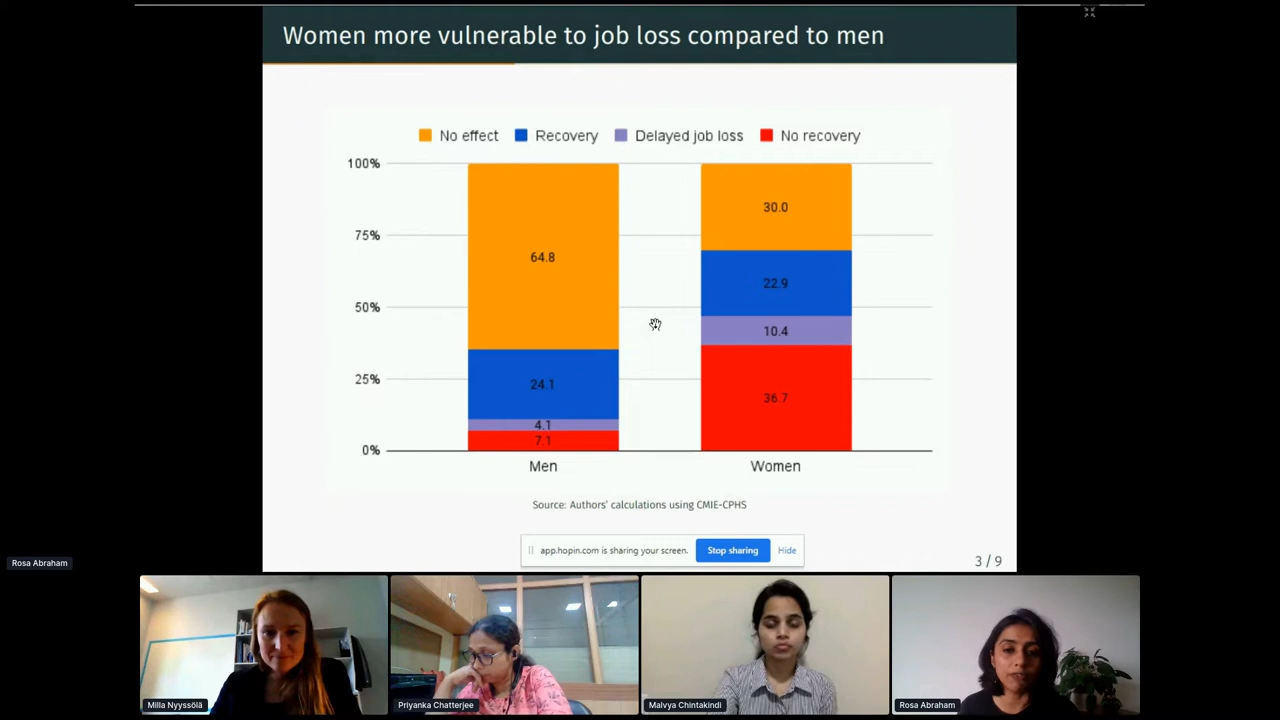 Women more vulnerable to job loss compared to men
No effect Recovery Delayed job loss No recovery
100%
75%
50%
25%
0%
64.8
24.1
4.1
7.1
30.0
22.9
10.4
36.7
Men Women
Source: Authors' calculations using CMIE-CPHS
app.hopin.com is sharing your screen. Stop sharing Hide
3 / 9
Rosa Abraham
Milla Nyyssölä
Priyanka Chatterjee
Malvya Chintakindi
Rosa Abraham